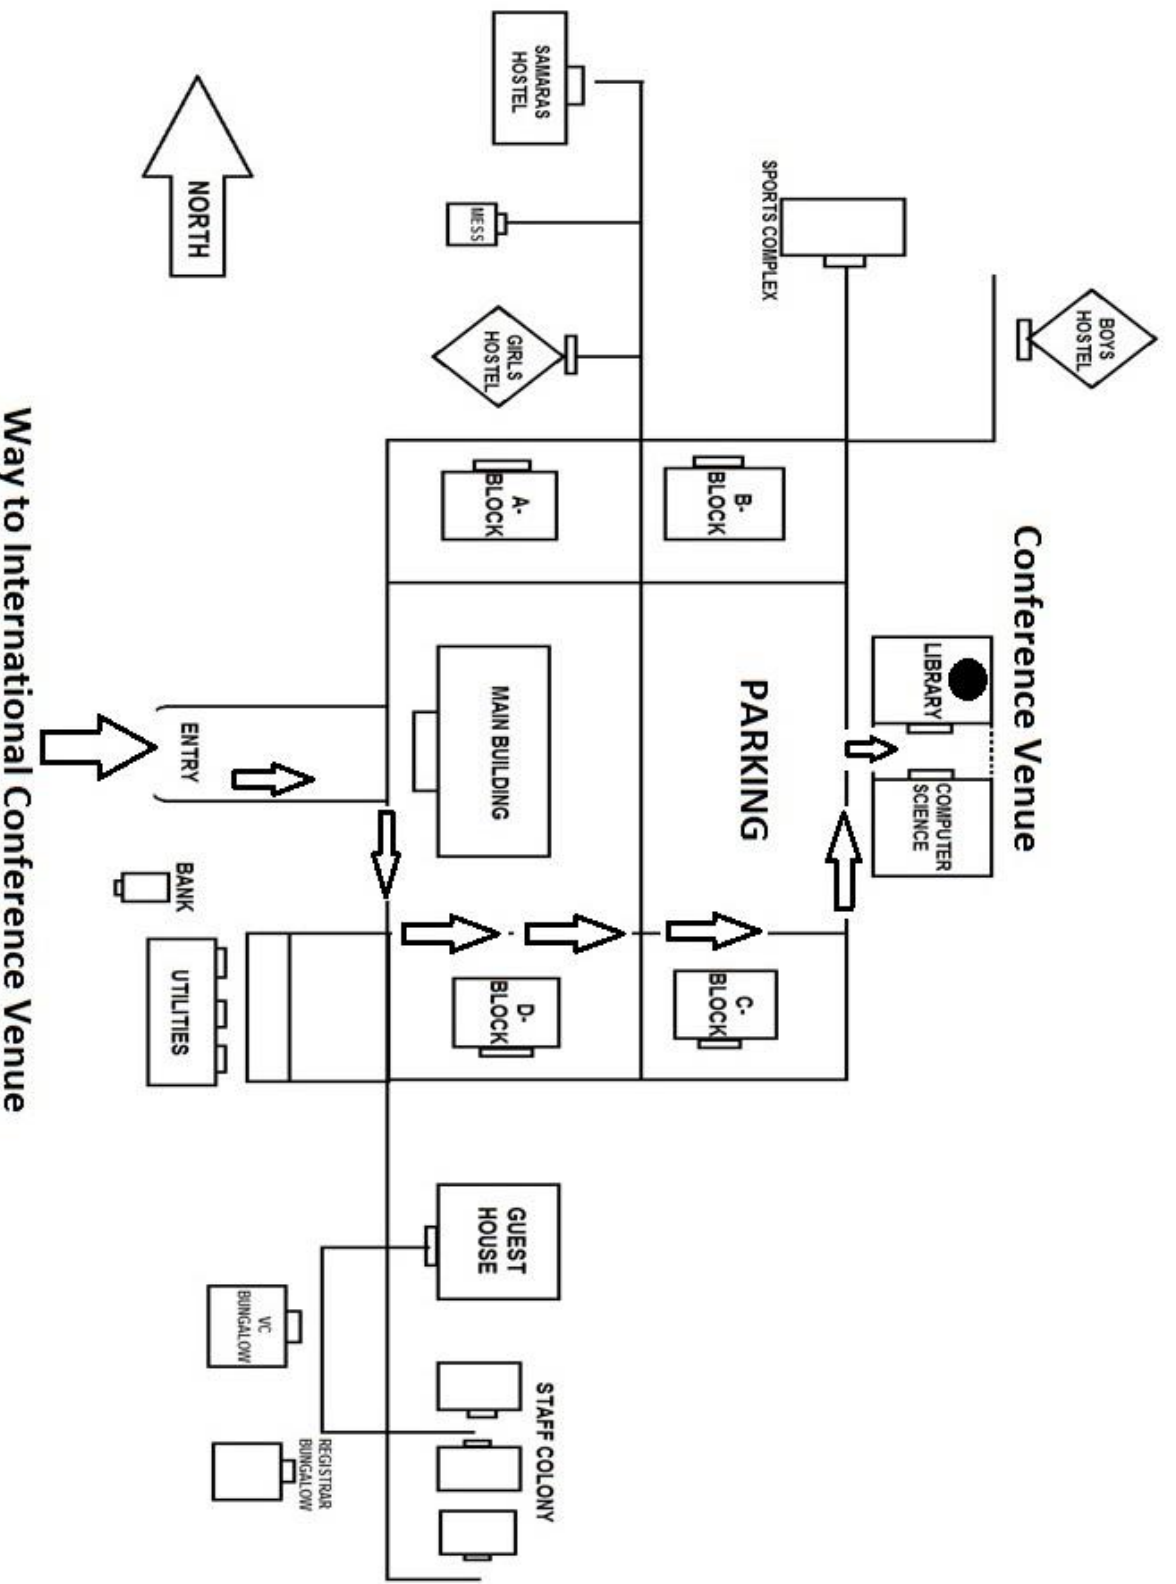 Conference Venue
BOYS
HOSTEL
SPORTS COMPLEX
SAMARAS
HOSTEL
MESS
GIRLS
HOSTEL
NORTH
B-
BLOCK
A-
BLOCK
LIBRARY
COMPUTER
SCIENCE
PARKING
MAIN BUILDING
ENTRY
C-
BLOCK
D-
BLOCK
BANK
UTILITIES
GUEST
HOUSE
STAFF COLONY
VC
BUNGALOW
REGISTRAR
BUNGALOW
Way to International Conference Venue